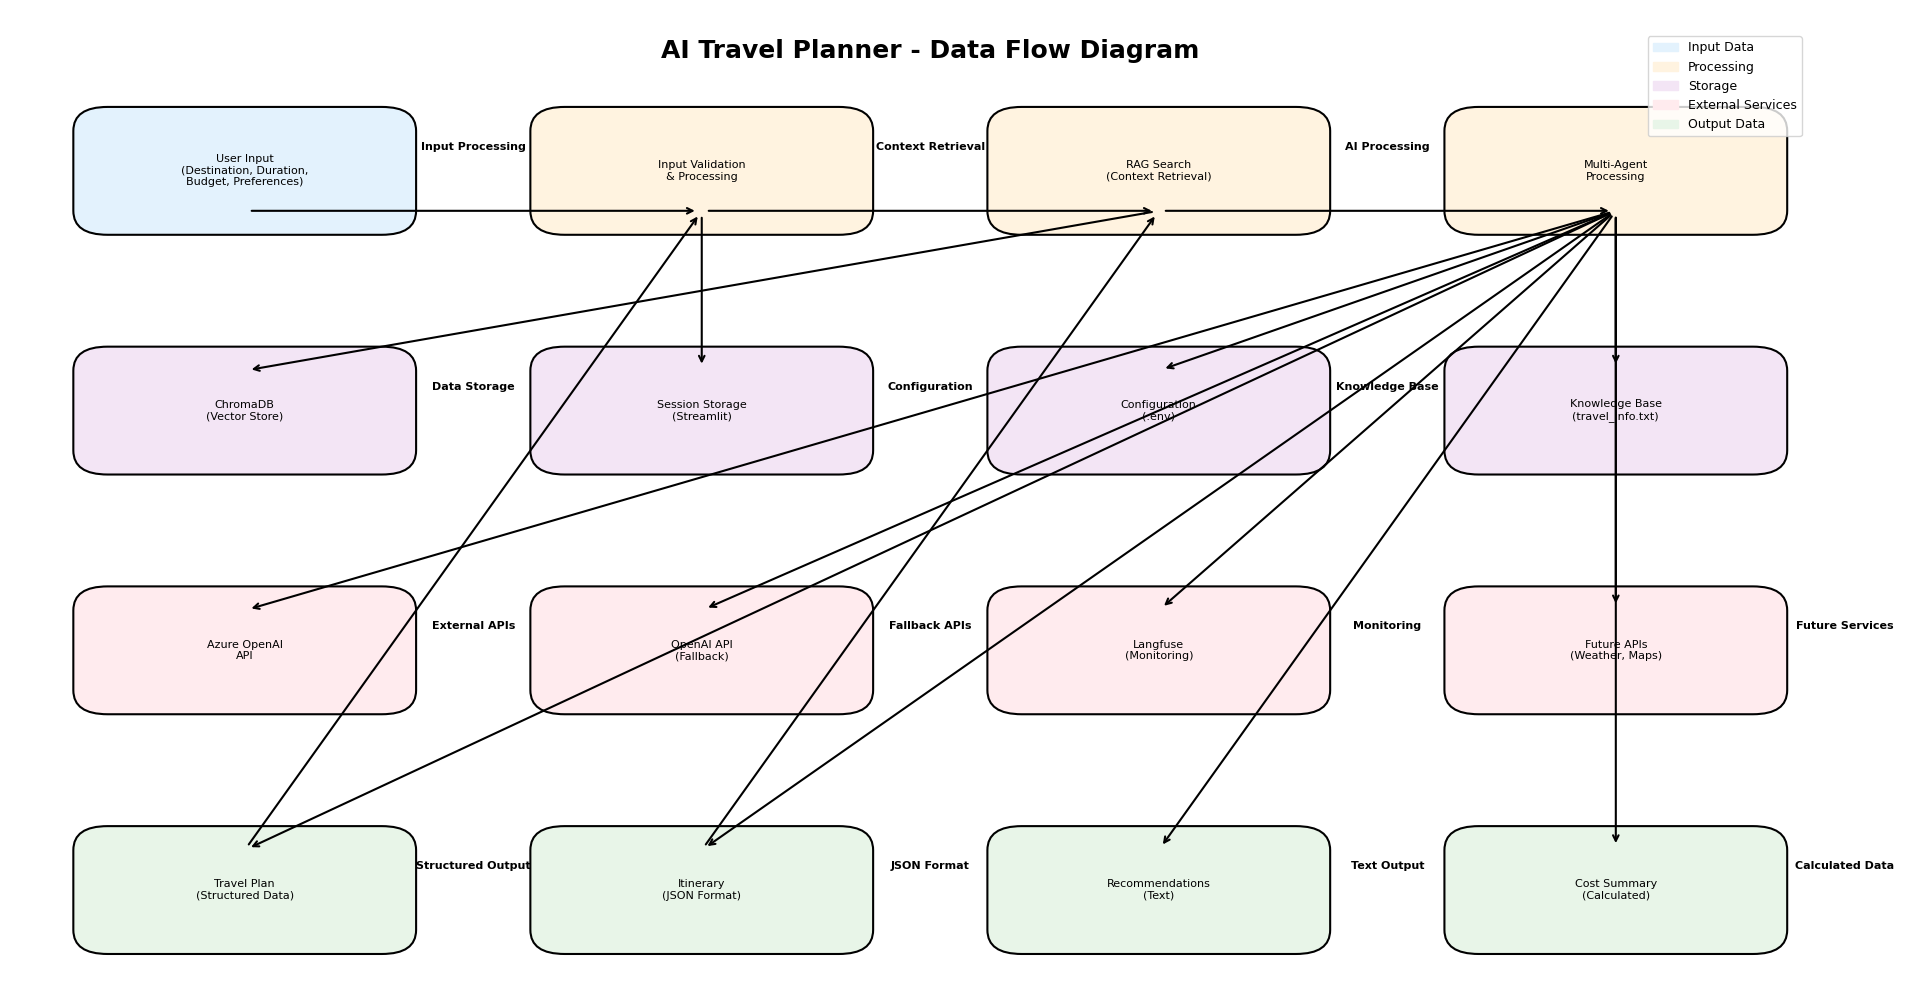 AI Travel Planner - Data Flow Diagram
Input Data
Processing
Storage
External Services
Output Data
User Input
(Destination, Duration,
Budget, Preferences)
Input Processing
Input Validation
& Processing
Context Retrieval
RAG Search
(Context Retrieval)
AI Processing
Multi-Agent
Processing
ChromaDB
(Vector Store)
Data Storage
Session Storage
(Streamlit)
Configuration
Configuration
(.env)
Knowledge Base
Knowledge Base
(travel_info.txt)
Azure OpenAI
API
External APIs
OpenAI API
(Fallback)
Fallback APIs
Langfuse
(Monitoring)
Monitoring
Future APIs
(Weather, Maps)
Future Services
Travel Plan
(Structured Data)
Structured Output
Itinerary
(JSON Format)
JSON Format
Recommendations
(Text)
Text Output
Cost Summary
(Calculated)
Calculated Data